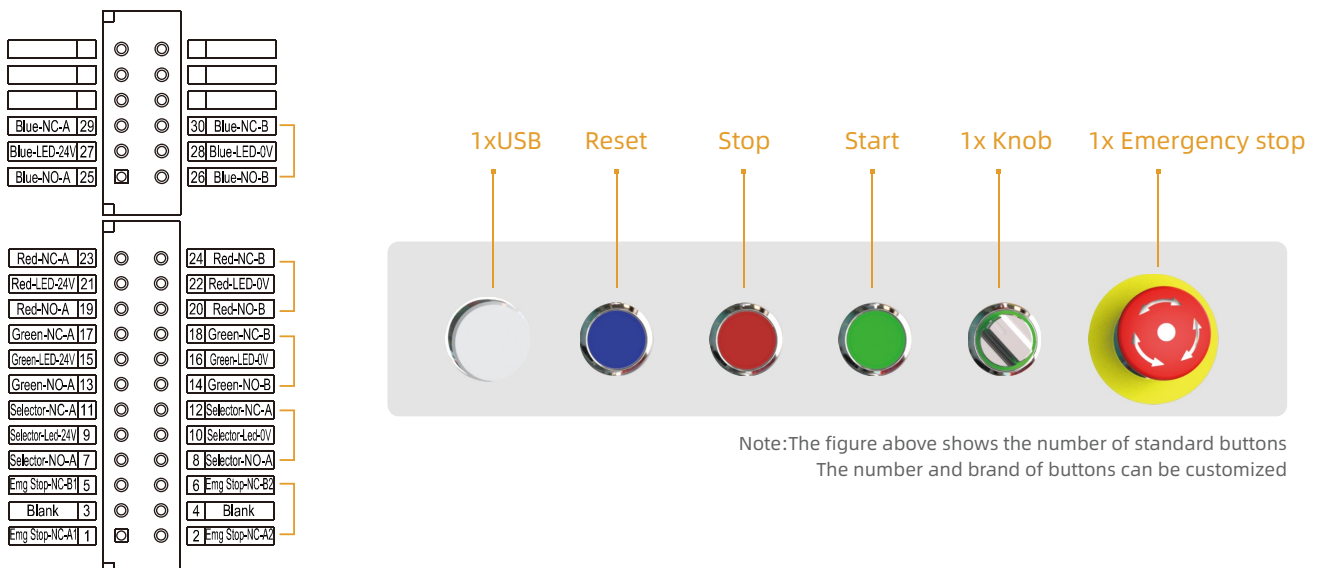 Blue-NC-A 29
30 Blue-NC-B
Blue-LED-24V 27
28 Blue-LED-0V
Blue-NO-A 25
26 Blue-NO-B
Red-NC-A 23
24 Red-NC-B
Red-LED-24V 21
22 Red-LED-0V
Red-NO-A 19
20 Red-NO-B
Green-NC-A 17
18 Green-NC-B
Green-LED-24V 15
16 Green-LED-0V
Green-NO-A 13
14 Green-NO-B
Selector-NC-A 11
12 Selector-NC-A
Selector-Led-24V 9
10 Selector-Led-0V
Selector-NO-A 7
8 Selector-NO-A
Emg Stop-NC-B1 5
6 Emg Stop-NC-B2
Blank 3
4 Blank
Emg Stop-NC-A1 1
2 Emg Stop-NC-A2
1xUSB
Reset
Stop
Start
1x Knob
1x Emergency stop
Note:The figure above shows the number of standard buttons
The number and brand of buttons can be customized